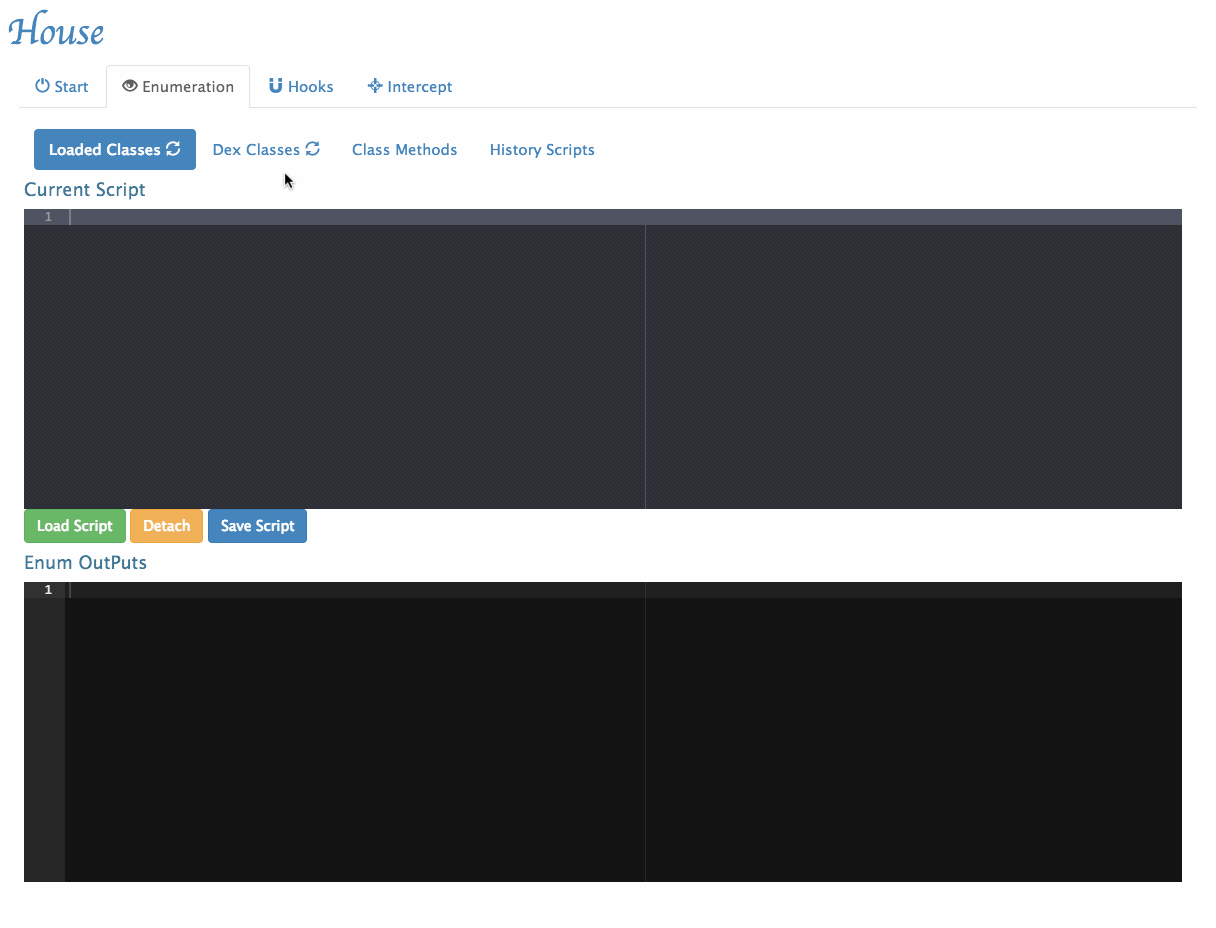 House
Start Enumeration Hooks Intercept
Loaded Classes Dex Classes Class Methods History Scripts
Current Script
1
Load Script Detach Save Script
Enum OutPuts
1